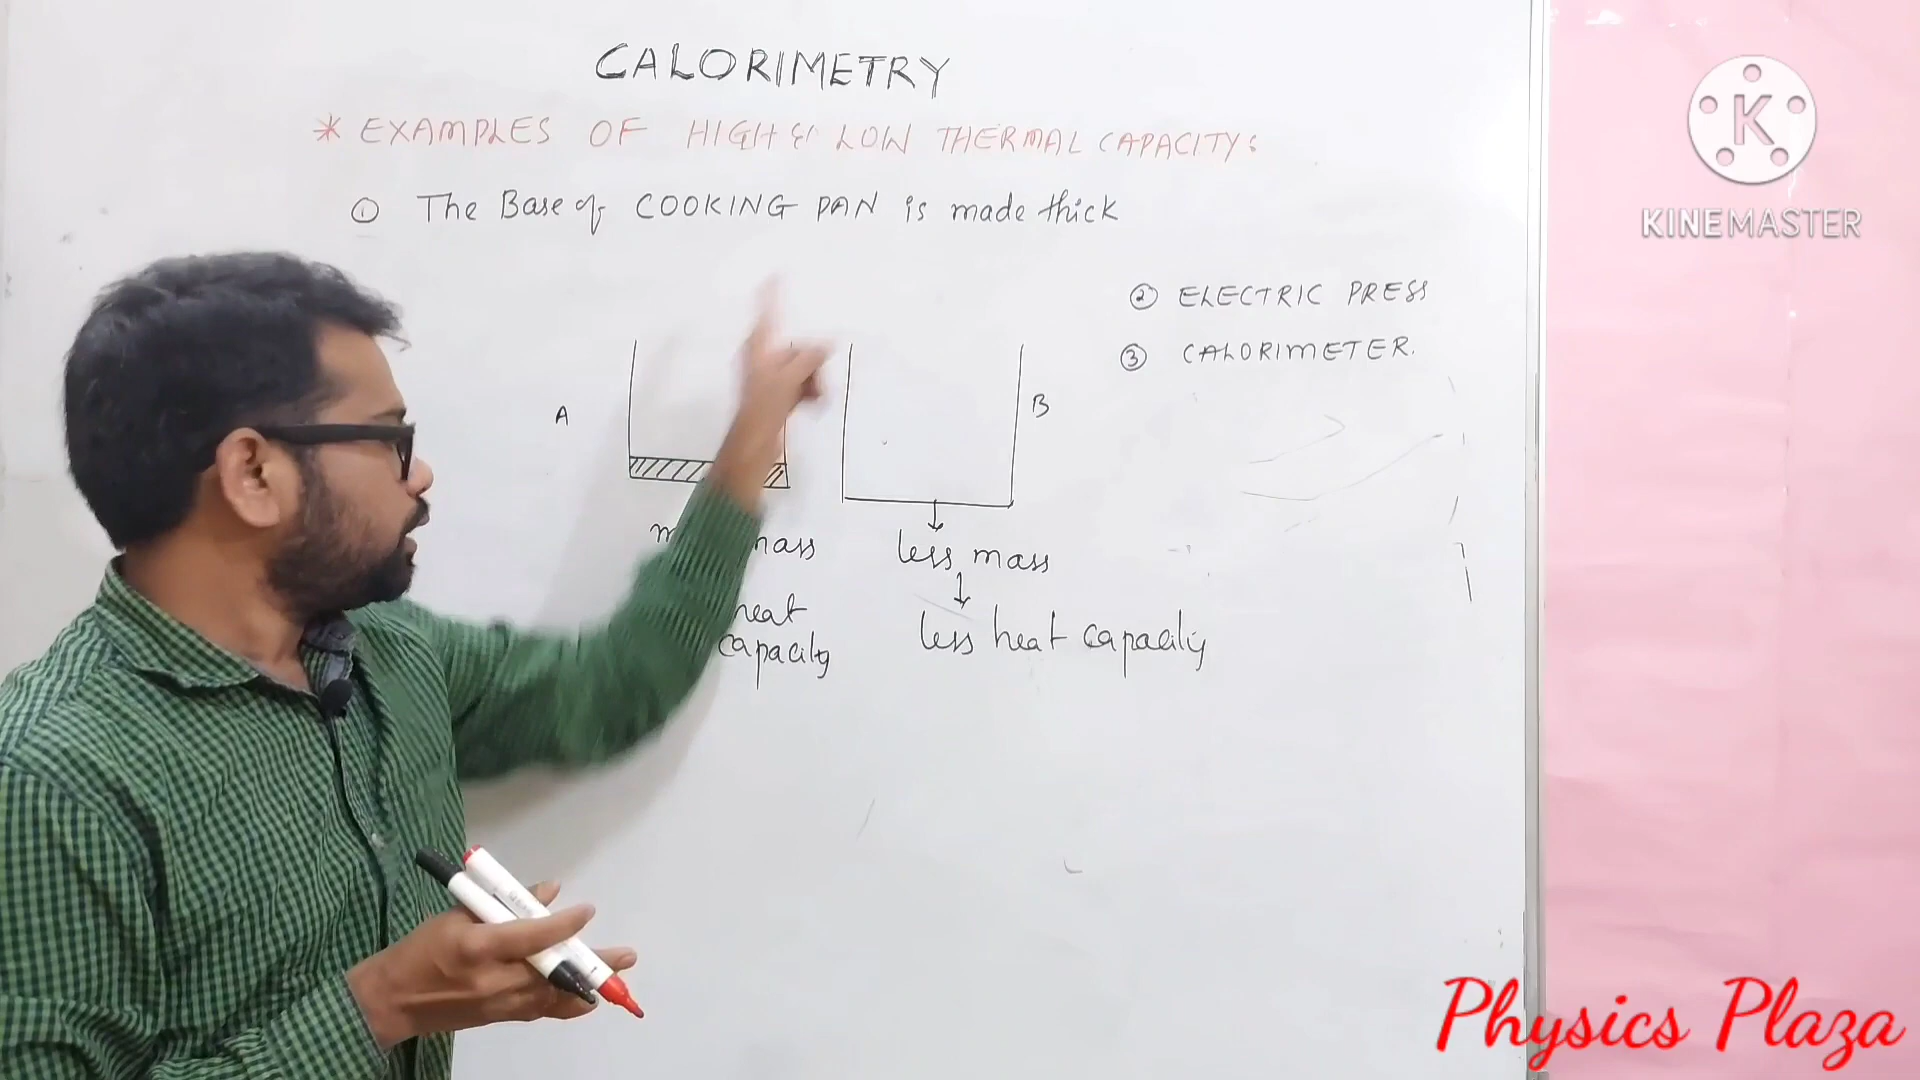 CALORIMETRY
* EXAMPLES OF HIGH & LOW THERMAL CAPACITY:
① The Base of COOKING PAN is made thick
② ELECTRIC PRESS
③ CALORIMETER.
A
B
mass
less mass
heat
capacity
less heat capacity
K
KINEMASTER
Physics Plaza